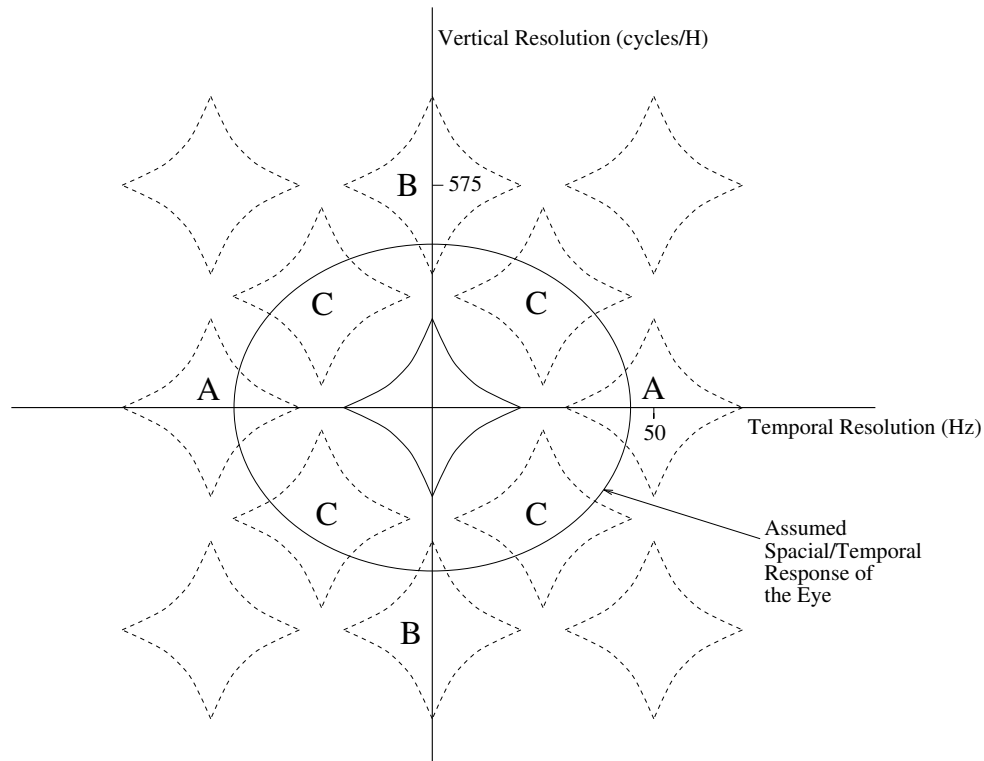 Vertical Resolution (cycles/H)
B
575
C
C
A
A
50
Temporal Resolution (Hz)
C
C
Assumed
Spacial/Temporal
Response of
the Eye
B